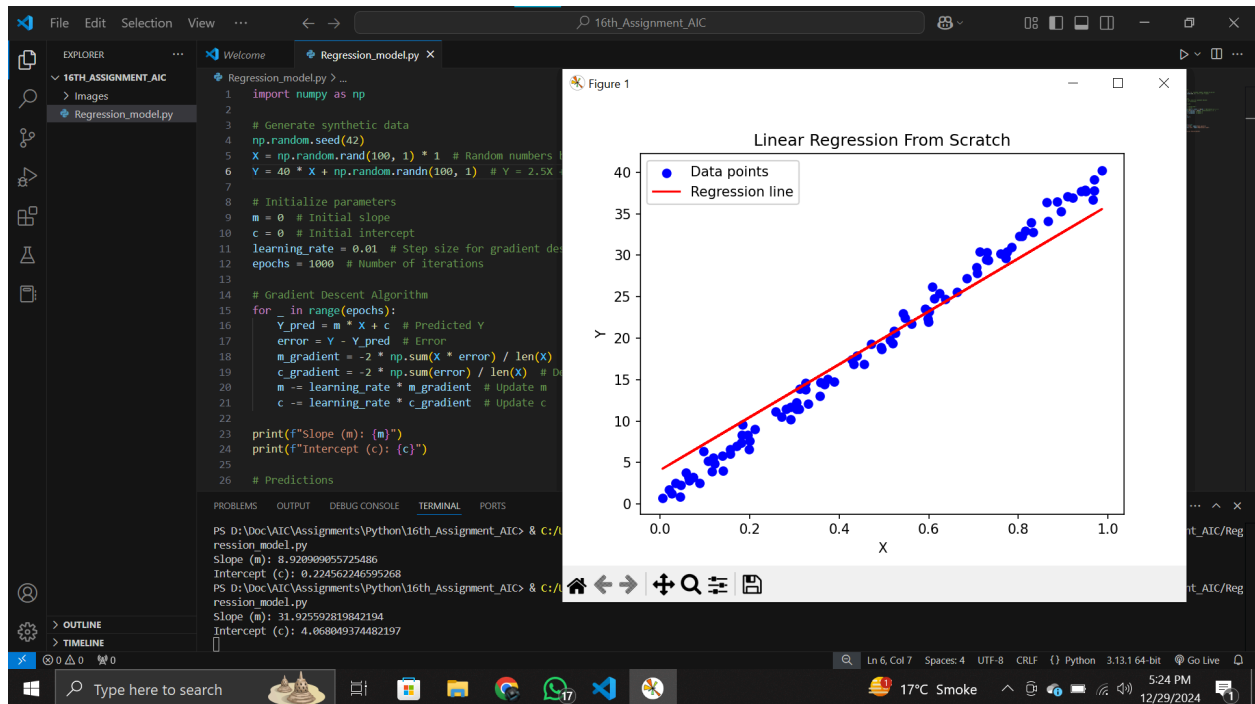 File Edit Selection View ··· 16th_Assignment_AIC
EXPLORER ···
16TH_ASSIGNMENT_AIC
Images
Regression_model.py
OUTLINE
TIMELINE
Welcome Regression_model.py
Regression_model.py > ...
1 import numpy as np
2
3 # Generate synthetic data
4 np.random.seed(42)
5 X = np.random.rand(100, 1) * 1 # Random numbers
6 Y = 40 * X + np.random.randn(100, 1) # Y = 2.5X
7
8 # Initialize parameters
9 m = 0 # Initial slope
10 c = 0 # Initial intercept
11 learning_rate = 0.01 # Step size for gradient des
12 epochs = 1000 # Number of iterations
13
14 # Gradient Descent Algorithm
15 for _ in range(epochs):
16 Y_pred = m * X + c # Predicted Y
17 error = Y - Y_pred # Error
18 m_gradient = -2 * np.sum(X * error) / len(X)
19 c_gradient = -2 * np.sum(error) / len(X) # De
20 m -= learning_rate * m_gradient # Update m
21 c -= learning_rate * c_gradient # Update c
22
23 print(f"Slope (m): {m}")
24 print(f"Intercept (c): {c}")
25
26 # Predictions
Figure 1
Linear Regression From Scratch
Data points
Regression line
40
35
30
25
20
15
10
5
0
Y
0.0 0.2 0.4 0.6 0.8 1.0
X
PROBLEMS OUTPUT DEBUG CONSOLE TERMINAL PORTS
PS D:\Doc\AIC\Assignments\Python\16th_Assignment_AIC> & C:/U nt_AIC/Reg
ression_model.py
Slope (m): 8.920909055725486
Intercept (c): 0.224562246595268
PS D:\Doc\AIC\Assignments\Python\16th_Assignment_AIC> & C:/U nt_AIC/Reg
ression_model.py
Slope (m): 31.925592819842194
Intercept (c): 4.068049374482197
0 0 0 Ln 6, Col 7 Spaces: 4 UTF-8 CRLF {} Python 3.13.1 64-bit Go Live
Type here to search 17 1 17°C Smoke 5:24 PM
12/29/2024 1